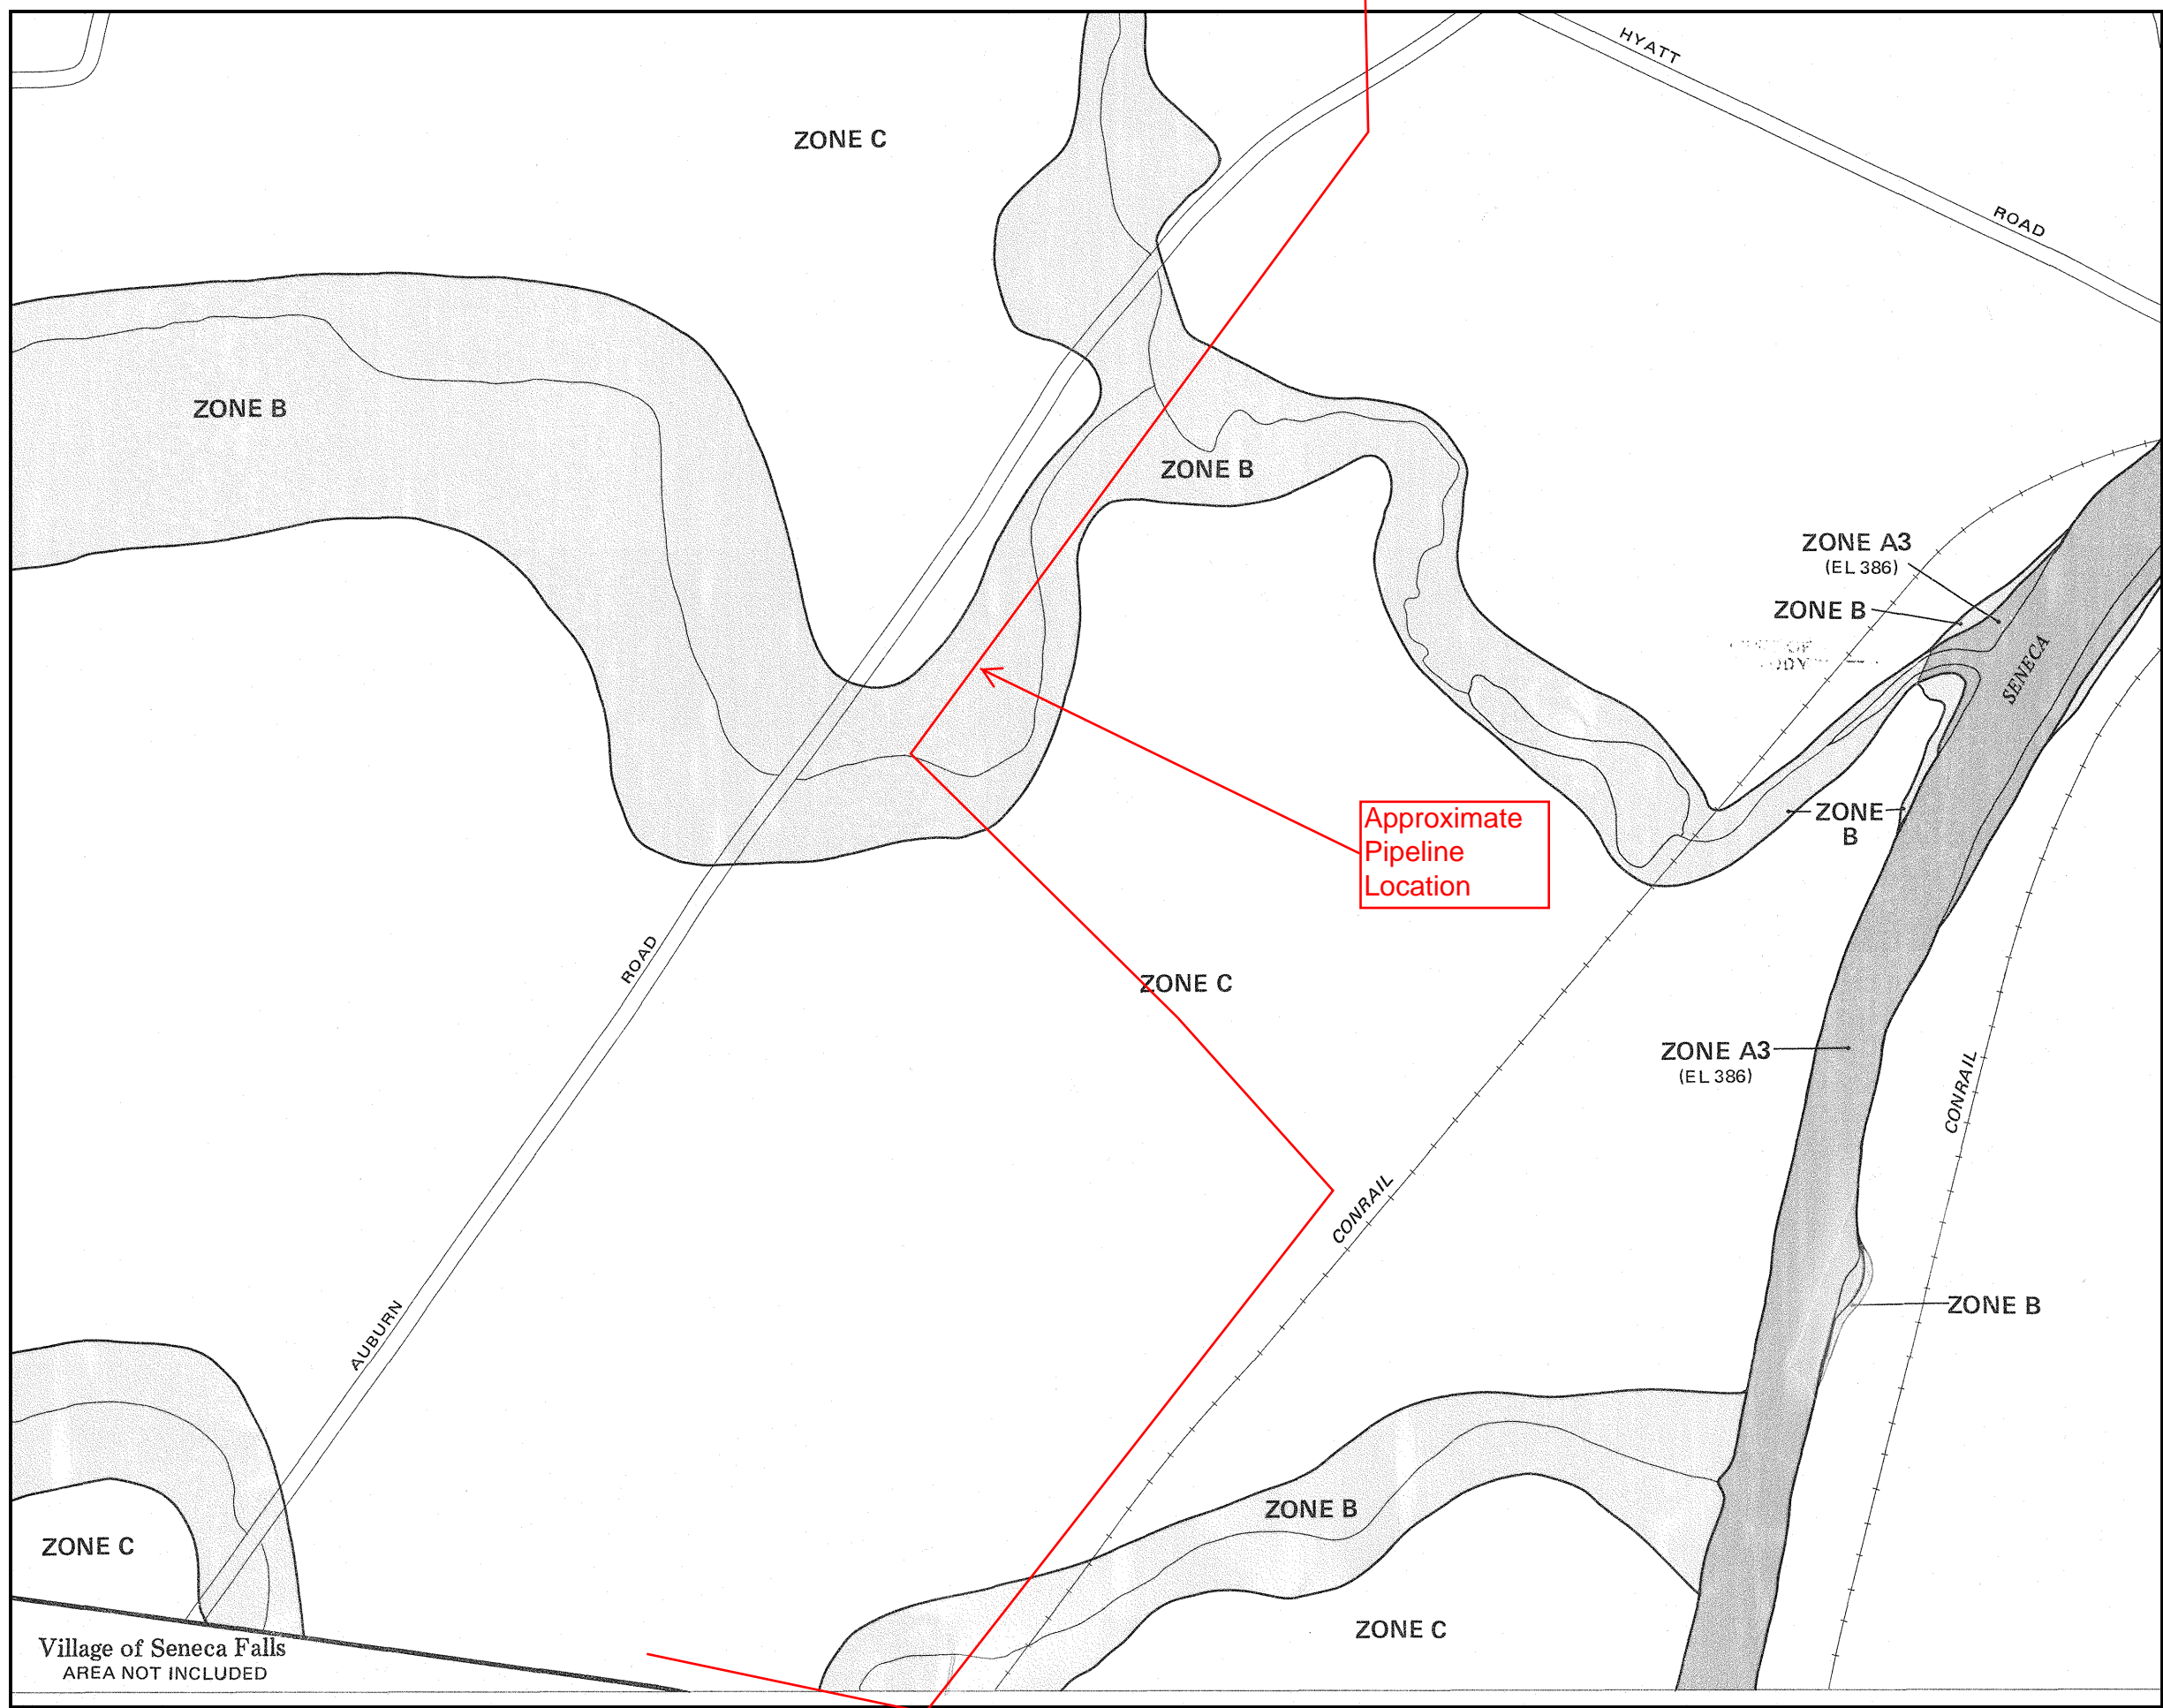 HYATT
ZONE C
ROAD
ZONE B
ZONE B
ZONE A3
(EL 386)
ZONE B
SENECA
Approximate
Pipeline
Location
ZONE
B
ROAD
ZONE C
ZONE A3
(EL 386)
CONRAIL
CONRAIL
ZONE B
AUBURN
ZONE B
ZONE C
ZONE C
Village of Seneca Falls
AREA NOT INCLUDED